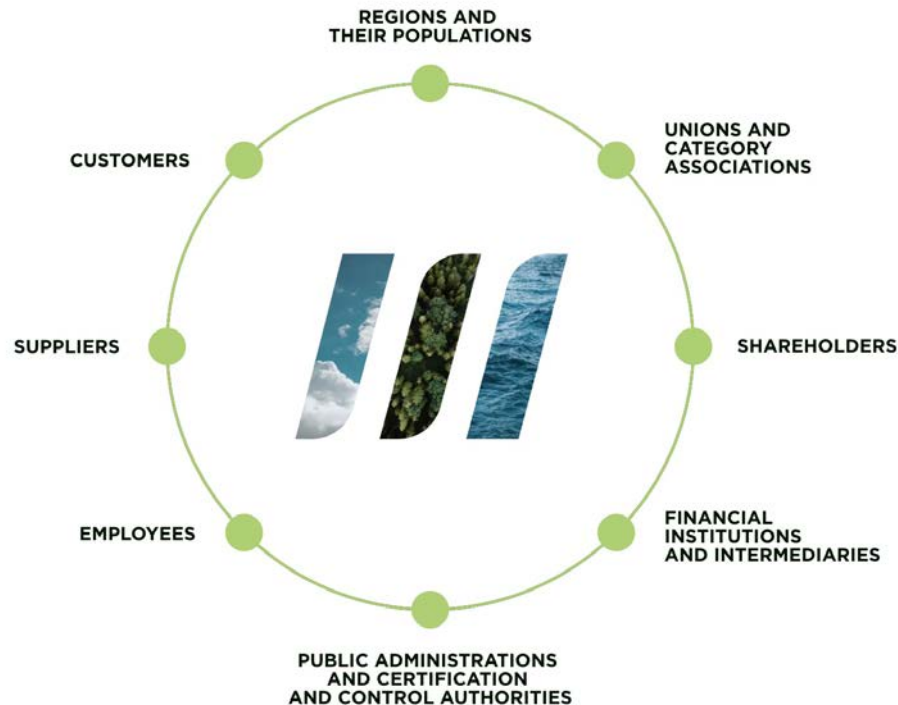 REGIONS AND
THEIR POPULATIONS
UNIONS AND
CATEGORY
ASSOCIATIONS
CUSTOMERS
SUPPLIERS
SHAREHOLDERS
EMPLOYEES
FINANCIAL
INSTITUTIONS
AND INTERMEDIARIES
PUBLIC ADMINISTRATIONS
AND CERTIFICATION
AND CONTROL AUTHORITIES